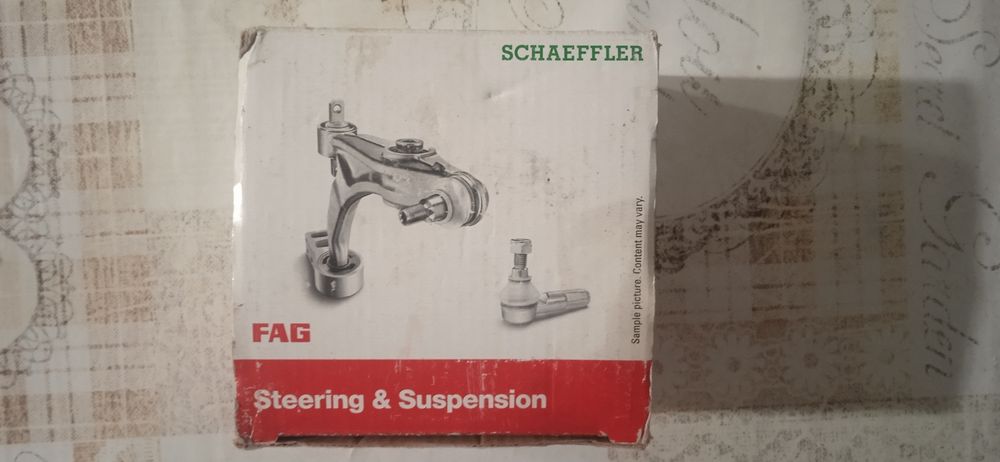 SCHAEFFLER
Sample picture. Content may vary.
FAG
Steering & Suspension